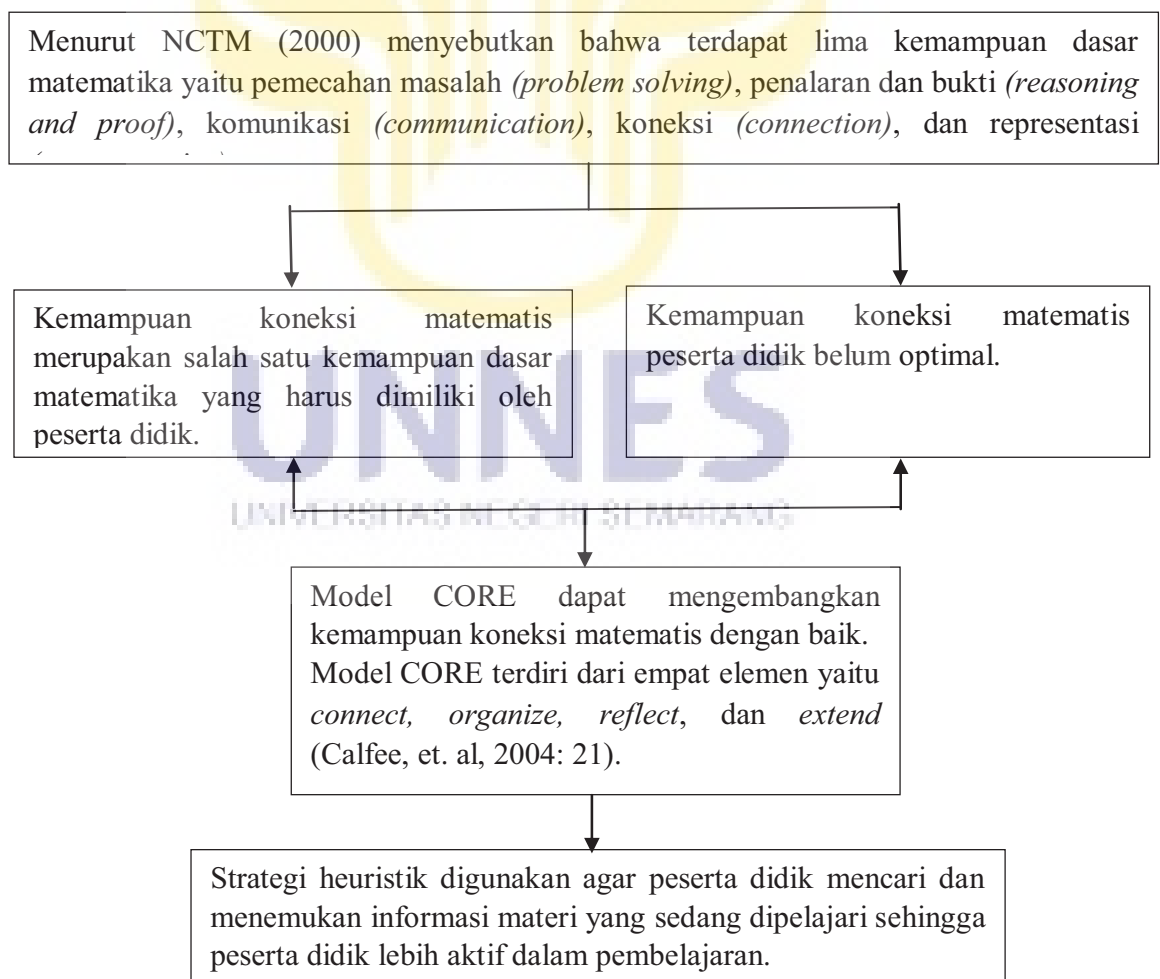 Menurut NCTM (2000) menyebutkan bahwa terdapat lima kemampuan dasar
matematika yaitu pemecahan masalah (problem solving), penalaran dan bukti (reasoning
and proof), komunikasi (communication), koneksi (connection), dan representasi
Kemampuan koneksi matematis
merupakan salah satu kemampuan dasar
matematika yang harus dimiliki oleh
peserta didik.
Kemampuan koneksi matematis
peserta didik belum optimal.
UNNES
UNIVERSITAS NEGERI SEMARANG
Model CORE dapat mengembangkan
kemampuan koneksi matematis dengan baik.
Model CORE terdiri dari empat elemen yaitu
connect, organize, reflect, dan extend
(Calfee, et. al, 2004: 21).
Strategi heuristik digunakan agar peserta didik mencari dan
menemukan informasi materi yang sedang dipelajari sehingga
peserta didik lebih aktif dalam pembelajaran.